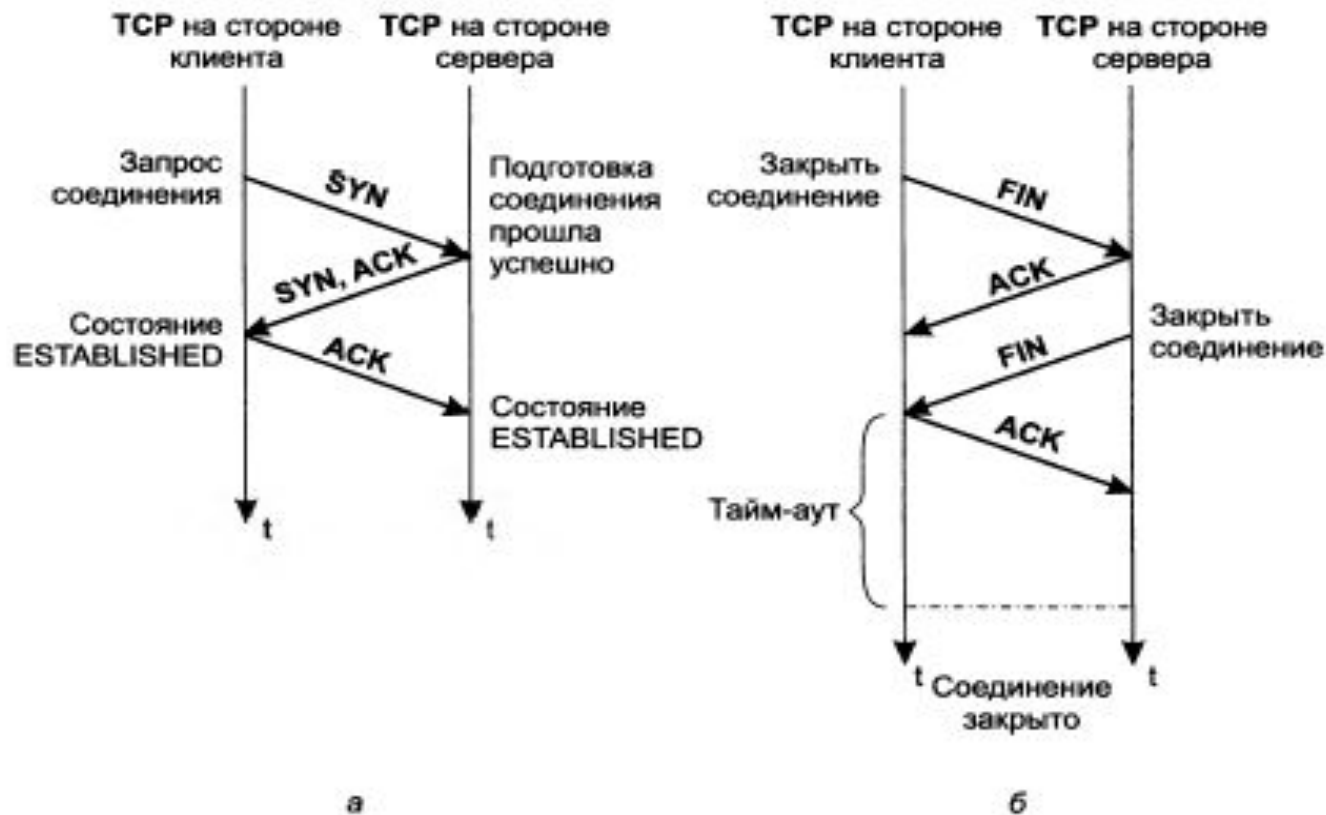 TCP на стороне
клиента
TCP на стороне
сервера
Запрос
соединения
SYN
Подготовка
соединения
прошла
успешно
SYN, ACK
Состояние
ESTABLISHED
ACK
Состояние
ESTABLISHED
t
t
а
TCP на стороне
клиента
TCP на стороне
сервера
Закрыть
соединение
FIN
ACK
Закрыть
соединение
FIN
ACK
Тайм-аут
t
t
Соединение
закрыто
б